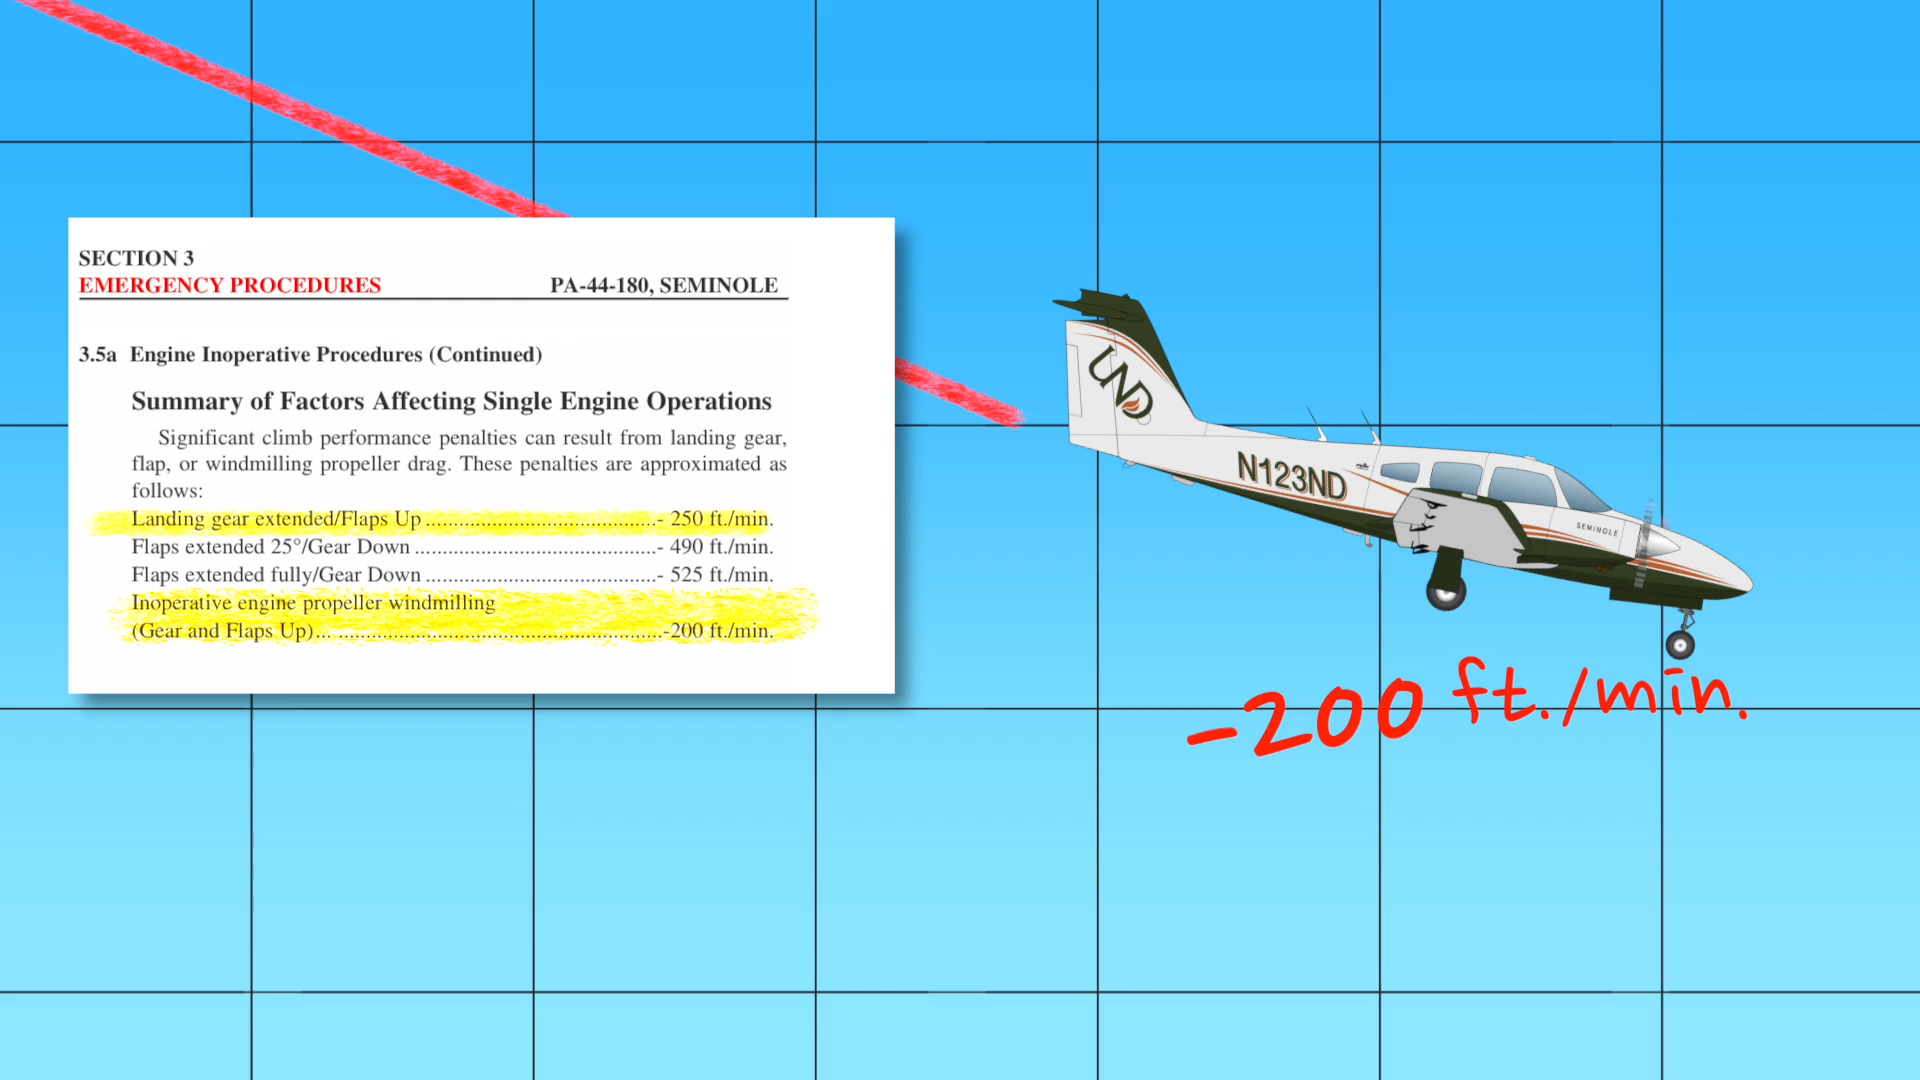 SECTION 3
EMERGENCY PROCEDURES PA-44-180, SEMINOLE
3.5a Engine Inoperative Procedures (Continued)
Summary of Factors Affecting Single Engine Operations
Significant climb performance penalties can result from landing gear,
flap, or windmilling propeller drag. These penalties are approximated as
follows:
Landing gear extended/Flaps Up ..........................................- 250 ft./min.
Flaps extended 25°/Gear Down ............................................- 490 ft./min.
Flaps extended fully/Gear Down ..........................................- 525 ft./min.
Inoperative engine propeller windmilling
(Gear and Flaps Up)... ...........................................................-200 ft./min.
UND
N123ND
SEMINOLE
-200 ft./min.